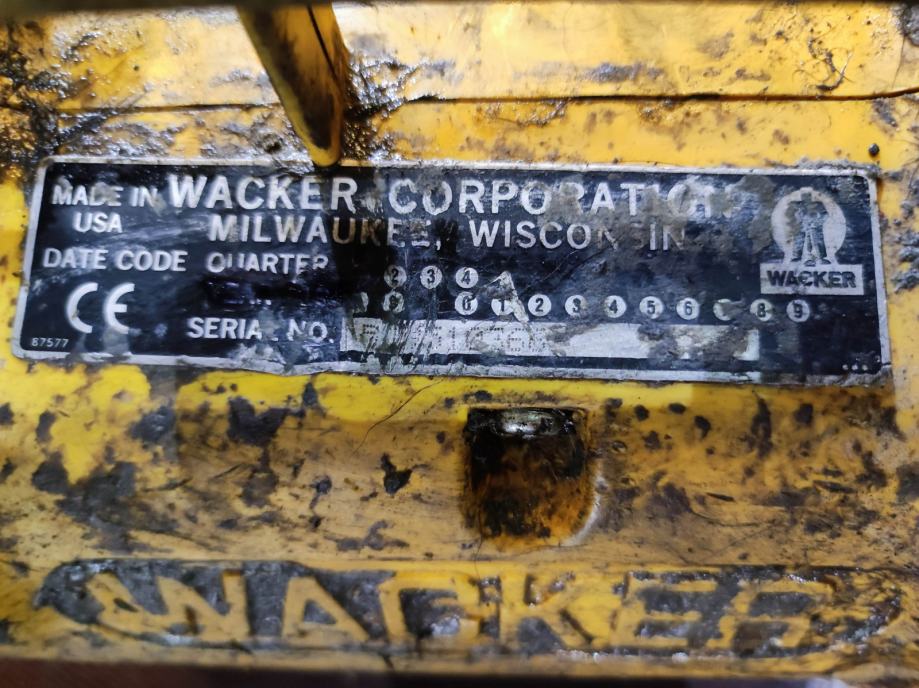 MADE IN WACKER CORPORATION
USA MILWAUKEE, WISCONSIN
DATE CODE QUARTER 2 3 4
0 1 2 3 4 5 6 8 9
SERIAL NO.
87577
CE
WACKER
WACKER